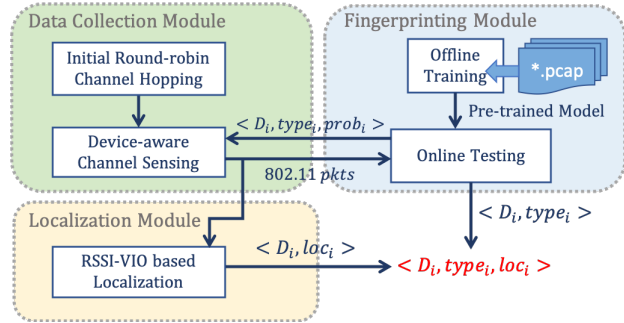 Data Collection Module
Fingerprinting Module
Initial Round-robin
Channel Hopping
Offline
Training
*.pcap
Pre-trained Model
< D_i, type_i, prob_i >
Device-aware
Channel Sensing
Online Testing
802.11 pkts
Localization Module
< D_i, type_i >
< D_i, loc_i >
RSSI-VIO based
Localization
< D_i, type_i, loc_i >